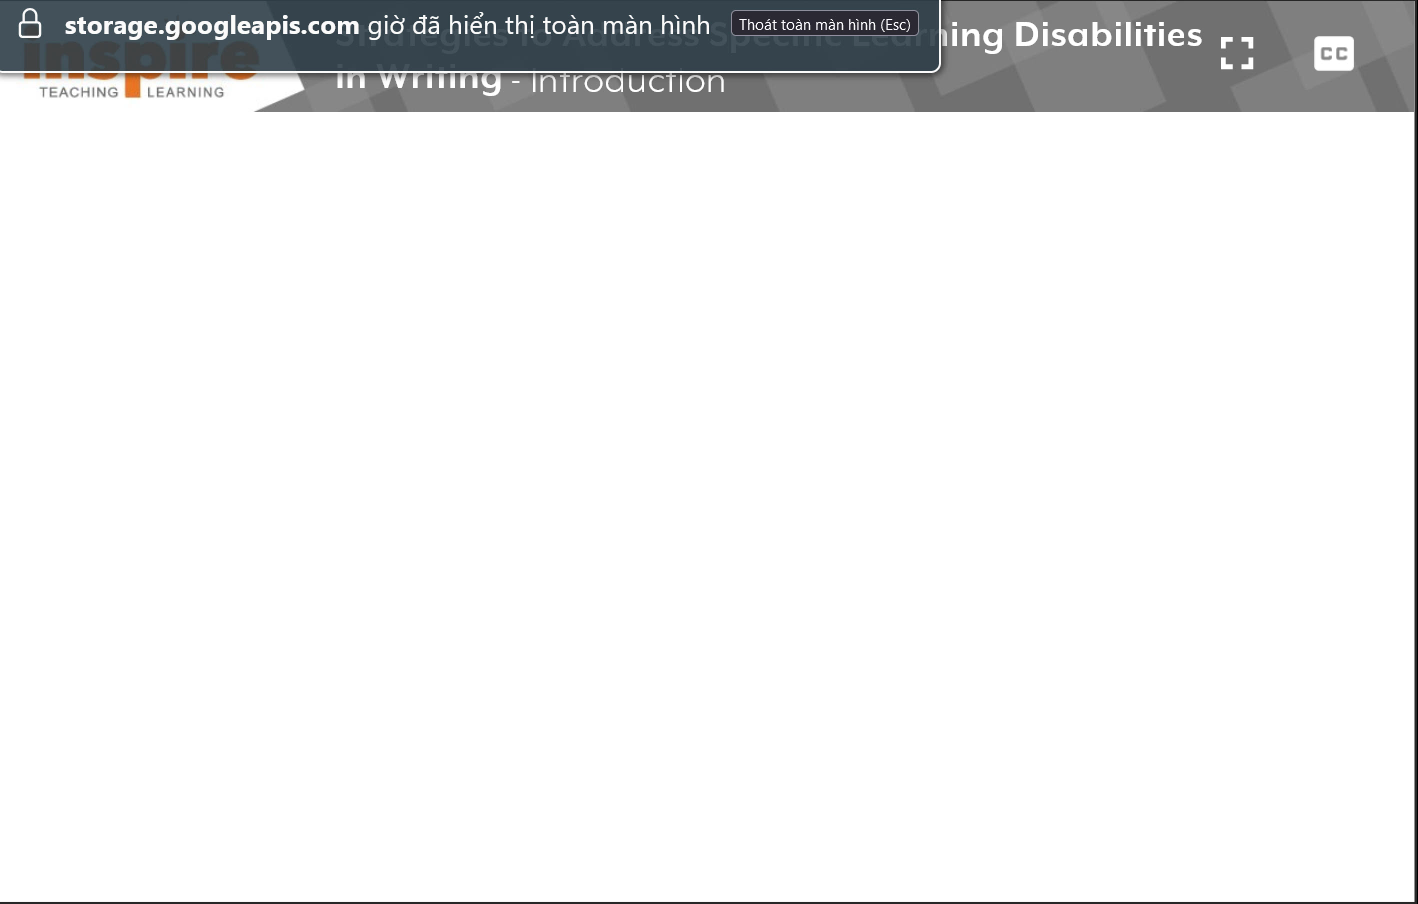 storage.googleapis.com giờ đã hiển thị toàn màn hình
Thoát toàn màn hình (Esc)
inspire
TEACHING LEARNING
Strategies to Address Specific Learning Disabilities
in Writing - Introduction
CC